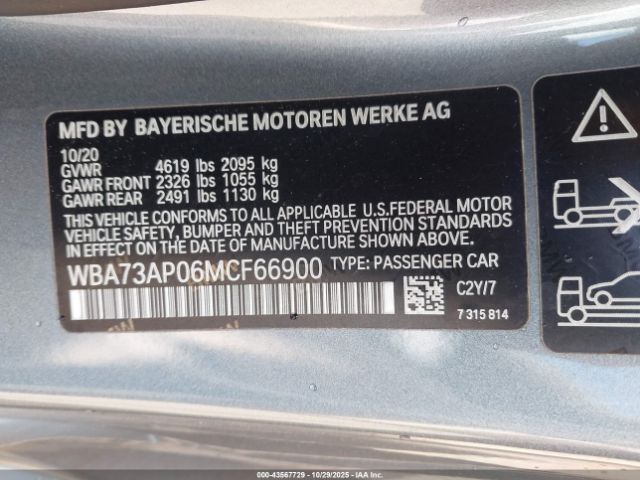 MFD BY BAYERISCHE MOTOREN WERKE AG
10/20
GVWR 4619 lbs 2095 kg
GAWR FRONT 2326 lbs 1055 kg
GAWR REAR 2491 lbs 1130 kg
THIS VEHICLE CONFORMS TO ALL APPLICABLE U.S.FEDERAL MOTOR
VEHICLE SAFETY, BUMPER AND THEFT PREVENTION STANDARDS
IN EFFECT ON THE DATE OF MANUFACTURE SHOWN ABOVE.
WBA73AP06MCF66900 TYPE: PASSENGER CAR
C2Y/7
7 315 814
000-43567729 - 10/29/2025 - IAAI.COM